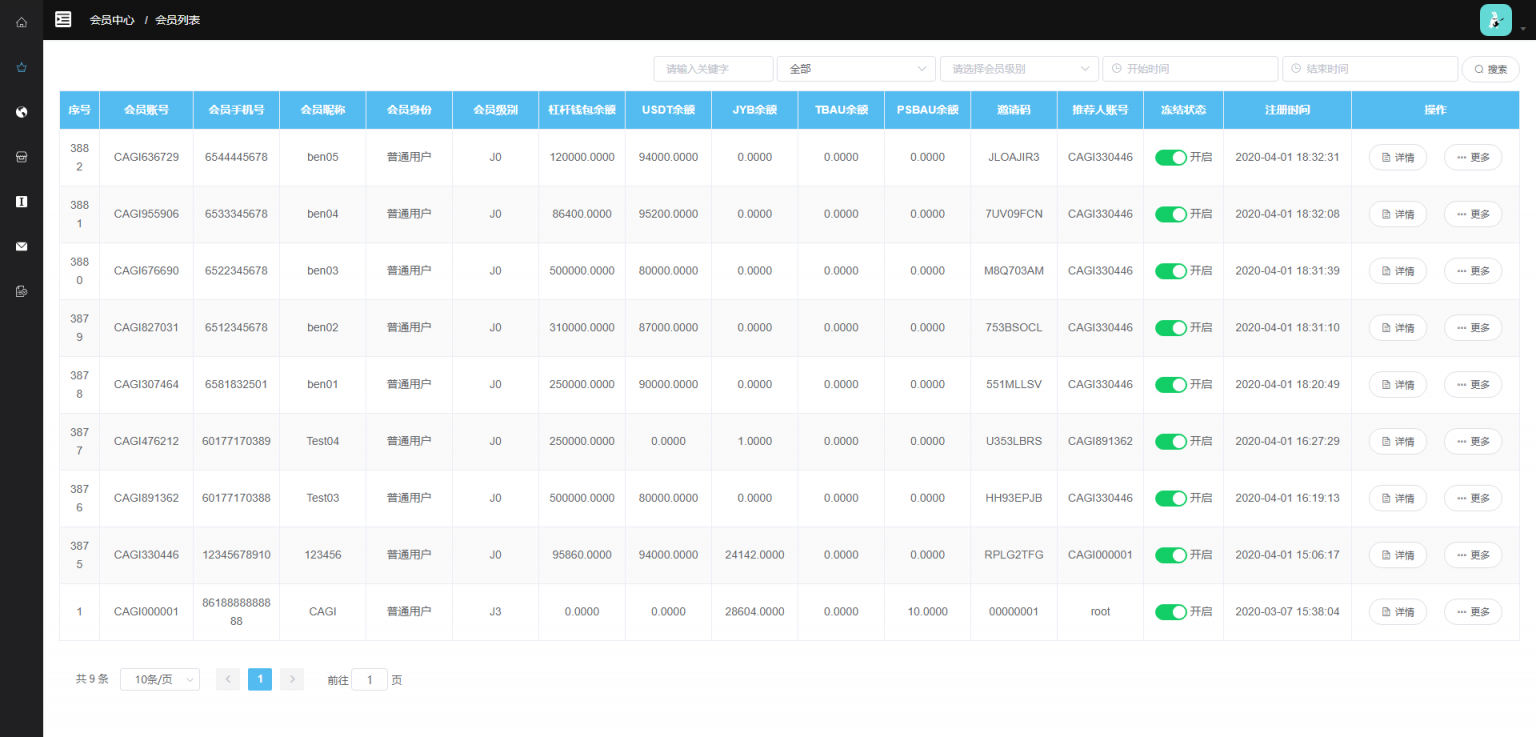 会员中心 / 会员列表
请输入关键字 全部 请选择会员级别 开始时间 结束时间 搜索
序号 会员账号 会员手机号 会员昵称 会员身份 会员级别 杠杆钱包余额 USDT余额 JYB余额 TBAU余额 PSBAU余额 邀请码 推荐人账号 冻结状态 注册时间 操作
3882 CAGI636729 6544445678 ben05 普通用户 J0 120000.0000 94000.0000 0.0000 0.0000 0.0000 JLOAJIR3 CAGI330446 开启 2020-04-01 18:32:31 详情 更多
3881 CAGI955906 6533345678 ben04 普通用户 J0 86400.0000 95200.0000 0.0000 0.0000 0.0000 7UV09FCN CAGI330446 开启 2020-04-01 18:32:08 详情 更多
3880 CAGI676690 6522345678 ben03 普通用户 J0 500000.0000 80000.0000 0.0000 0.0000 0.0000 M8Q703AM CAGI330446 开启 2020-04-01 18:31:39 详情 更多
3879 CAGI827031 6512345678 ben02 普通用户 J0 310000.0000 87000.0000 0.0000 0.0000 0.0000 753BSOCL CAGI330446 开启 2020-04-01 18:31:10 详情 更多
3878 CAGI307464 6581832501 ben01 普通用户 J0 250000.0000 90000.0000 0.0000 0.0000 0.0000 551MLLSV CAGI330446 开启 2020-04-01 18:20:49 详情 更多
3877 CAGI476212 60177170389 Test04 普通用户 J0 250000.0000 0.0000 1.0000 0.0000 0.0000 U353LBRS CAGI891362 开启 2020-04-01 16:27:29 详情 更多
3876 CAGI891362 60177170388 Test03 普通用户 J0 500000.0000 80000.0000 0.0000 0.0000 0.0000 HH93EPJB CAGI330446 开启 2020-04-01 16:19:13 详情 更多
3875 CAGI330446 12345678910 123456 普通用户 J0 95860.0000 94000.0000 24142.0000 0.0000 0.0000 RPLG2TFG CAGI000001 开启 2020-04-01 15:06:17 详情 更多
1 CAGI000001 8618888888888 CAGI 普通用户 J3 0.0000 0.0000 28604.0000 0.0000 10.0000 00000001 root 开启 2020-03-07 15:38:04 详情 更多
共 9 条 10条/页 1 前往 1 页